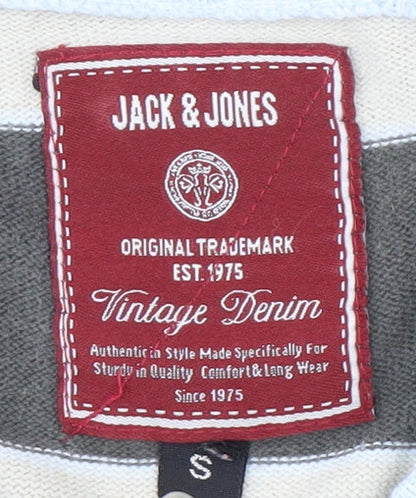 JACK & JONES
ORIGINAL TRADEMARK
EST. 1975
Vintage Denim
Authentic in Style Made Specifically For
Sturdy in Quality Comfort & Long Wear
Since 1975
S